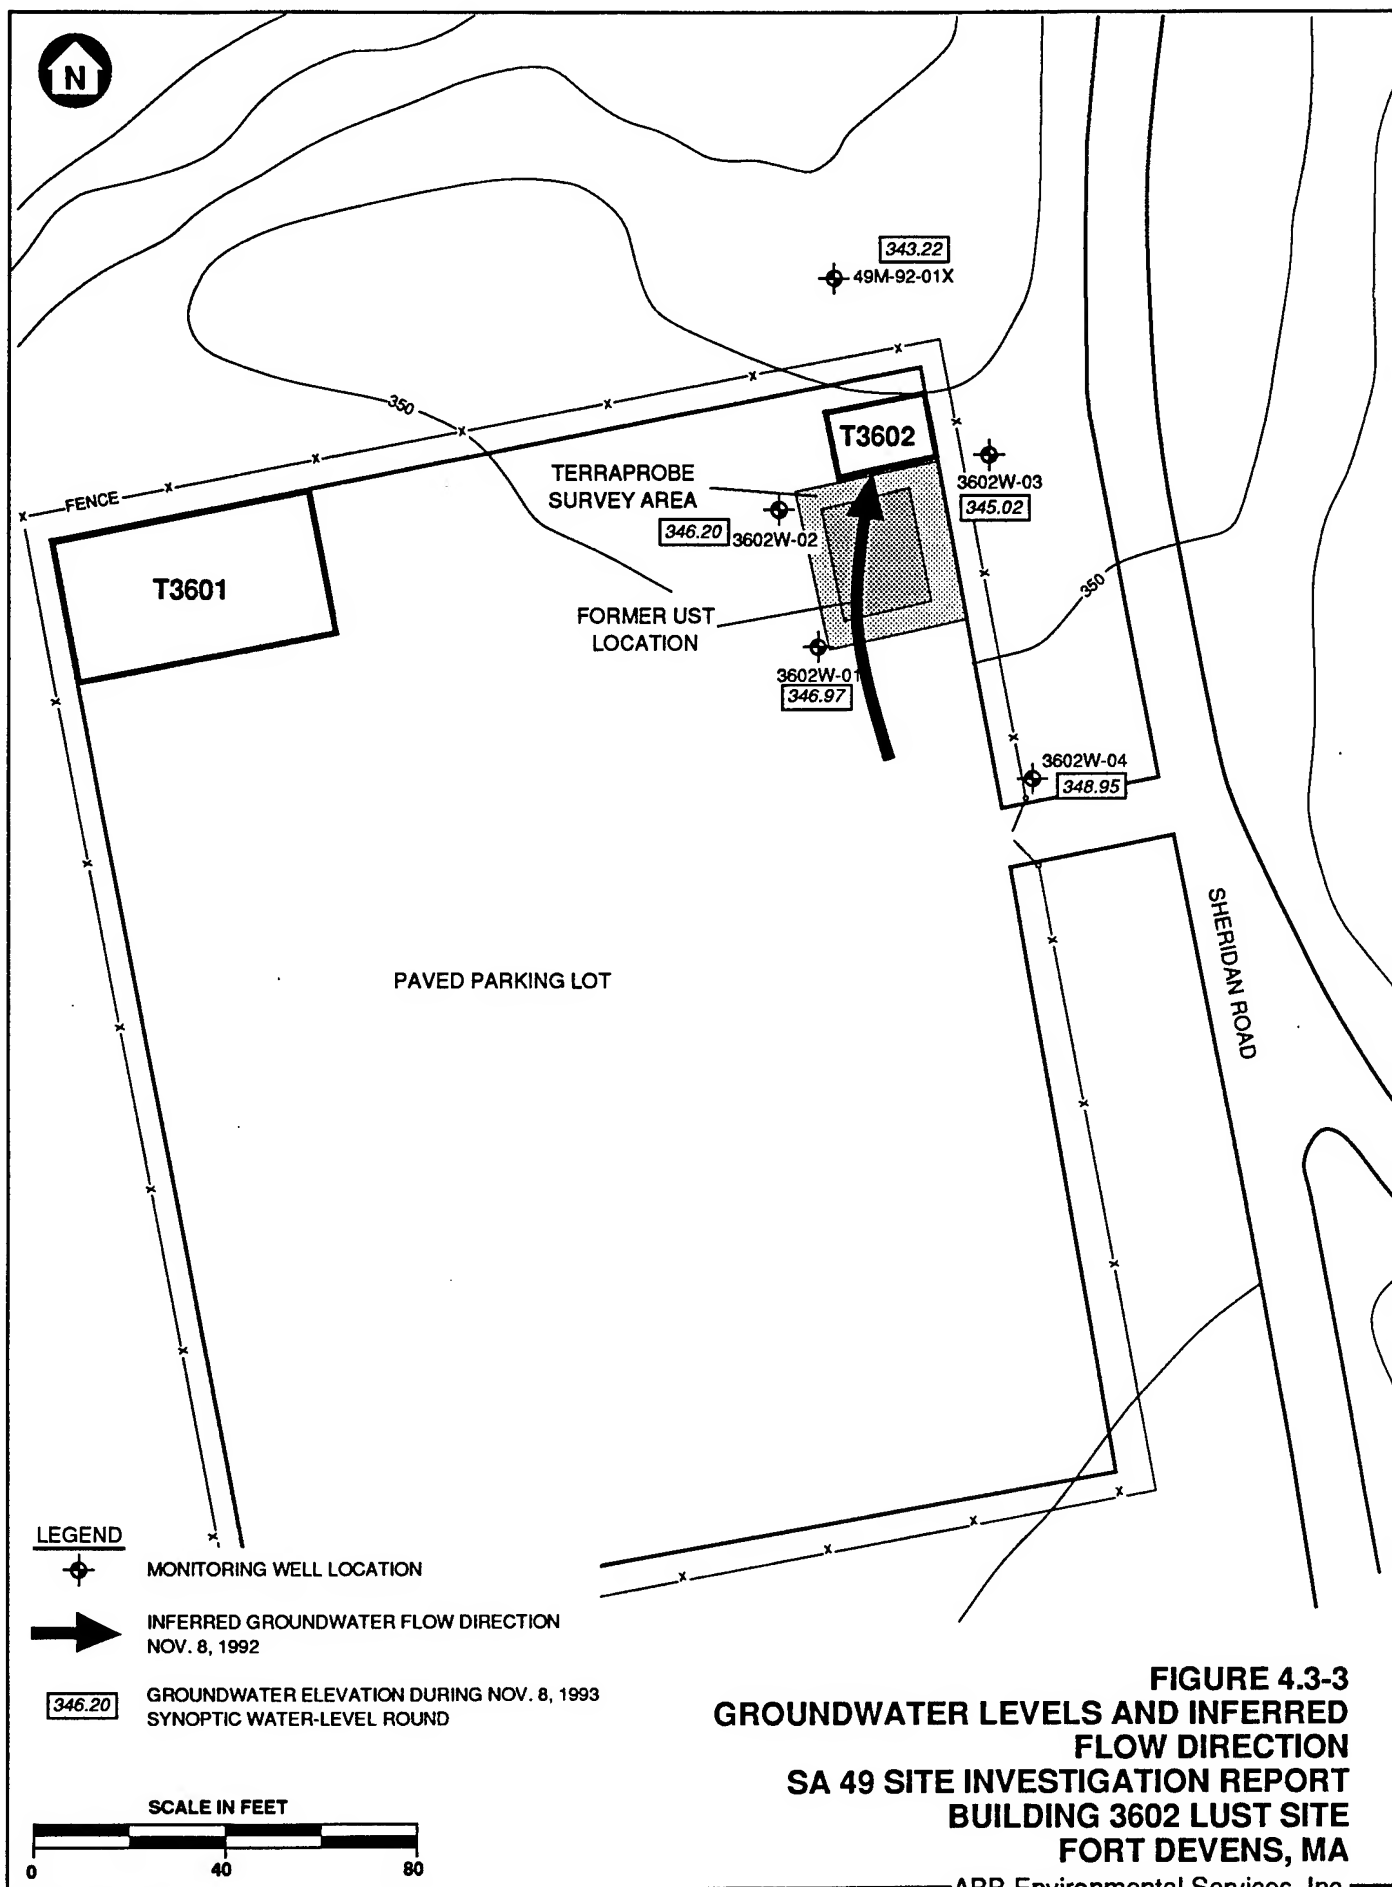 N
343.22
49M-92-01X
350
T3602
TERRAPROBE
SURVEY AREA
3602W-03
345.02
FENCE
346.20
3602W-02
T3601
350
FORMER UST
LOCATION
3602W-01
346.97
3602W-04
348.95
SHERIDAN ROAD
PAVED PARKING LOT
LEGEND
MONITORING WELL LOCATION
INFERRED GROUNDWATER FLOW DIRECTION
NOV. 8, 1992
346.20
GROUNDWATER ELEVATION DURING NOV. 8, 1993
SYNOPTIC WATER-LEVEL ROUND
SCALE IN FEET
0 40 80
FIGURE 4.3-3
GROUNDWATER LEVELS AND INFERRED
FLOW DIRECTION
SA 49 SITE INVESTIGATION REPORT
BUILDING 3602 LUST SITE
FORT DEVENS, MA
ABB Environmental Services, Inc.